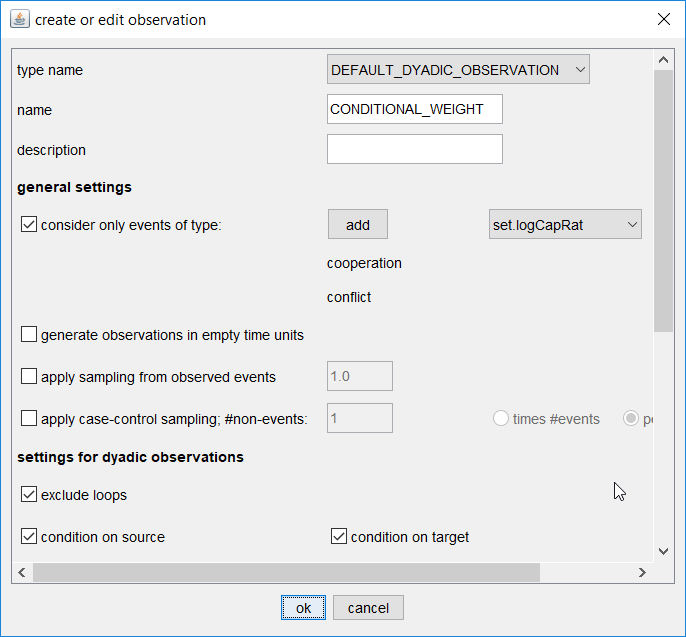 create or edit observation
type name DEFAULT_DYADIC_OBSERVATION
name CONDITIONAL_WEIGHT
description
general settings
consider only events of type: add set.logCapRat
cooperation
conflict
generate observations in empty time units
apply sampling from observed events 1.0
apply case-control sampling; #non-events: 1 times #events
settings for dyadic observations
exclude loops
condition on source condition on target
ok cancel